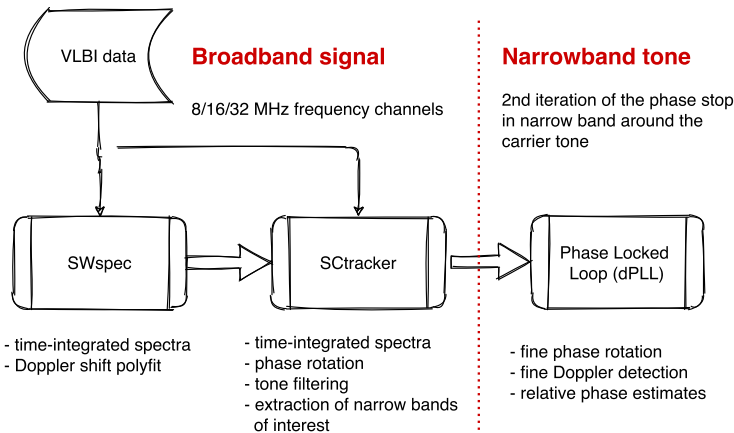 VLBI data
Broadband signal
8/16/32 MHz frequency channels
Narrowband tone
2nd iteration of the phase stop
in narrow band around the
carrier tone
SWspec
SCtracker
Phase Locked
Loop (dPLL)
- time-integrated spectra
- Doppler shift polyfit
- time-integrated spectra
- phase rotation
- tone filtering
- extraction of narrow bands
of interest
- fine phase rotation
- fine Doppler detection
- relative phase estimates